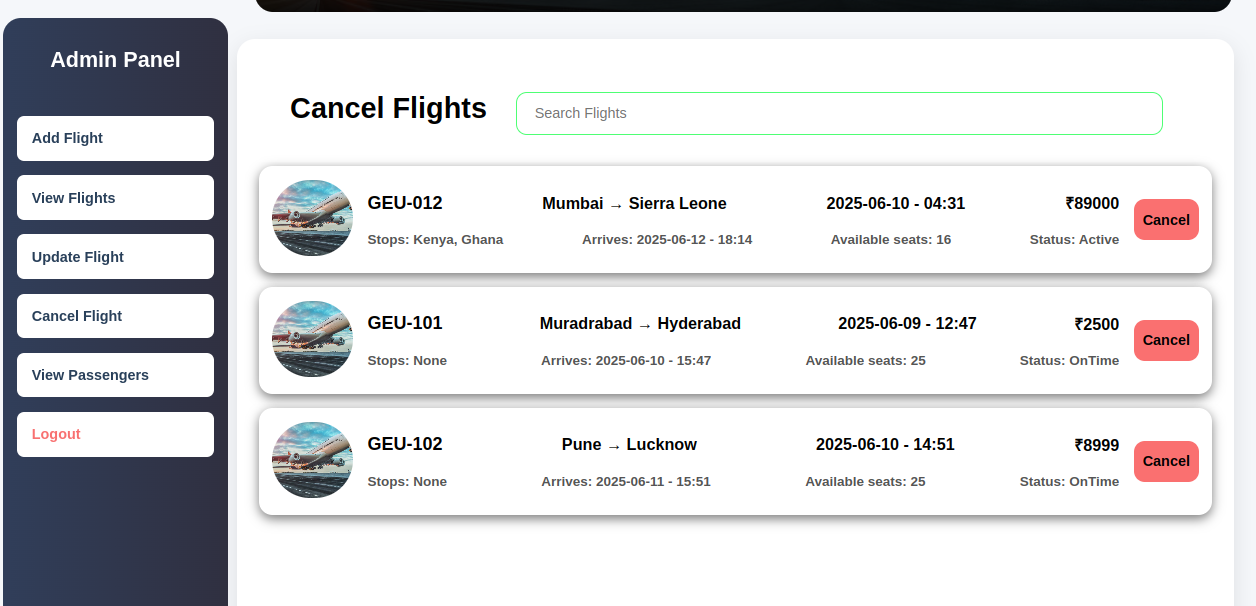 Admin Panel
Add Flight
View Flights
Update Flight
Cancel Flight
View Passengers
Logout
Cancel Flights
Search Flights
GEU-012 Mumbai → Sierra Leone 2025-06-10 - 04:31 ₹89000
Stops: Kenya, Ghana Arrives: 2025-06-12 - 18:14 Available seats: 16 Status: Active
Cancel
GEU-101 Muradrabad → Hyderabad 2025-06-09 - 12:47 ₹2500
Stops: None Arrives: 2025-06-10 - 15:47 Available seats: 25 Status: OnTime
Cancel
GEU-102 Pune → Lucknow 2025-06-10 - 14:51 ₹8999
Stops: None Arrives: 2025-06-11 - 15:51 Available seats: 25 Status: OnTime
Cancel